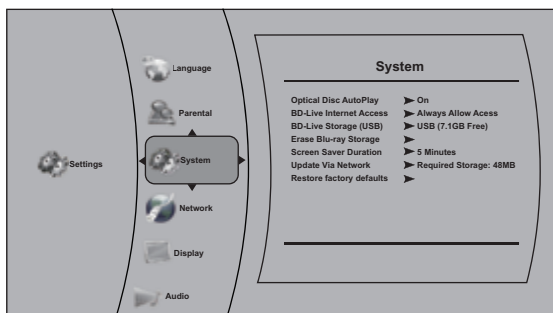 Settings
Language
Parental
System
Network
Display
Audio
System
Optical Disc AutoPlay On
BD-Live Internet Access Always Allow Acess
BD-Live Storage (USB) USB (7.1GB Free)
Erase Blu-ray Storage
Screen Saver Duration 5 Minutes
Update Via Network Required Storage: 48MB
Restore factory defaults